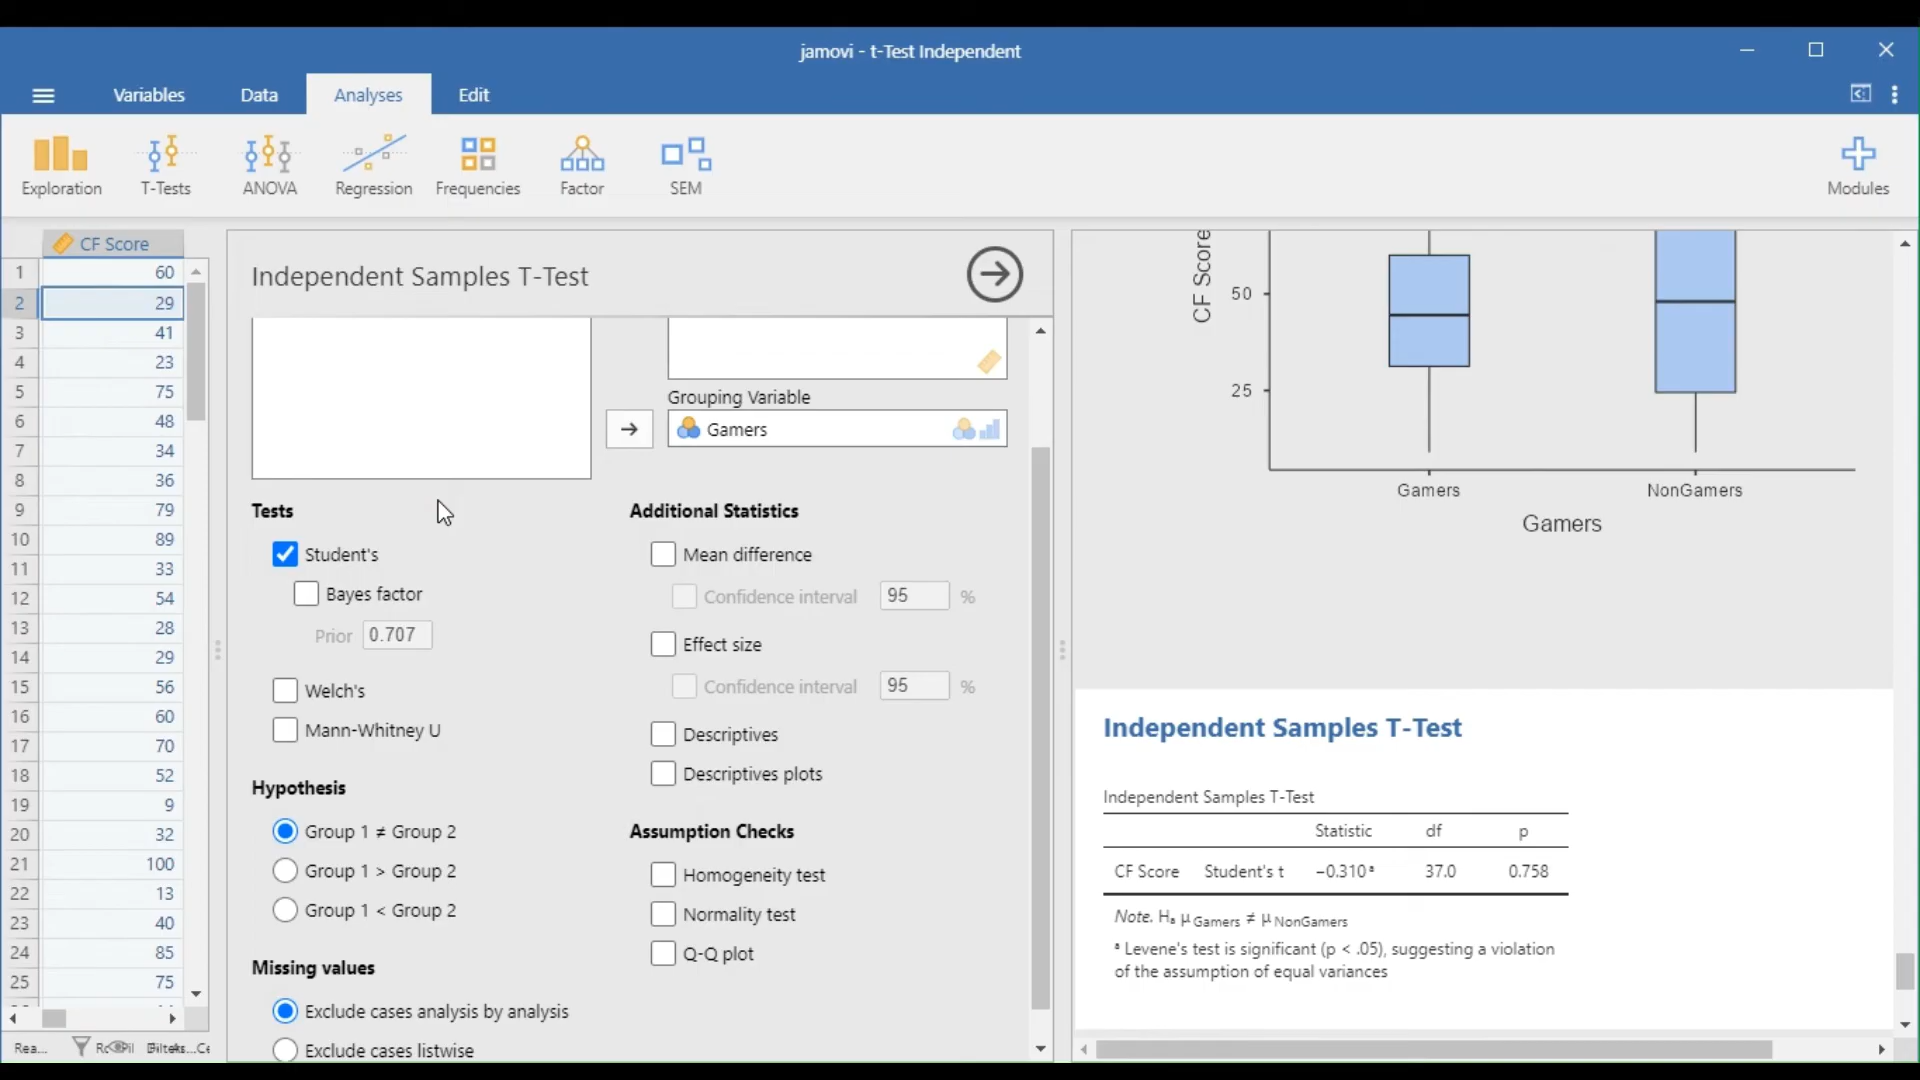 jamovi - t-Test Independent
Variables
Data
Analyses
Edit
Exploration
T-Tests
ANOVA
Regression
Frequencies
Factor
SEM
Modules
CF Score
1 60
2 29
3 41
4 23
5 75
6 48
7 34
8 36
9 79
10 89
11 33
12 54
13 28
14 29
15 56
16 60
17 70
18 52
19 9
20 32
21 100
22 13
23 40
24 85
25 75
Rea...
Independent Samples T-Test
Grouping Variable
Gamers
Tests
Student's
Bayes factor
Prior 0.707
Welch's
Mann-Whitney U
Hypothesis
Group 1 ≠ Group 2
Group 1 > Group 2
Group 1 < Group 2
Missing values
Exclude cases analysis by analysis
Exclude cases listwise
Additional Statistics
Mean difference
Confidence interval 95 %
Effect size
Confidence interval 95 %
Descriptives
Descriptives plots
Assumption Checks
Homogeneity test
Normality test
Q-Q plot
CF Score
50
25
Gamers
NonGamers
Gamers
Independent Samples T-Test
Independent Samples T-Test
Statistic df p
CF Score Student's t −0.310 ᵃ 37.0 0.758
Note. Hₐ μ Gamers ≠ μ NonGamers
ᵃ Levene's test is significant (p < .05), suggesting a violation
of the assumption of equal variances